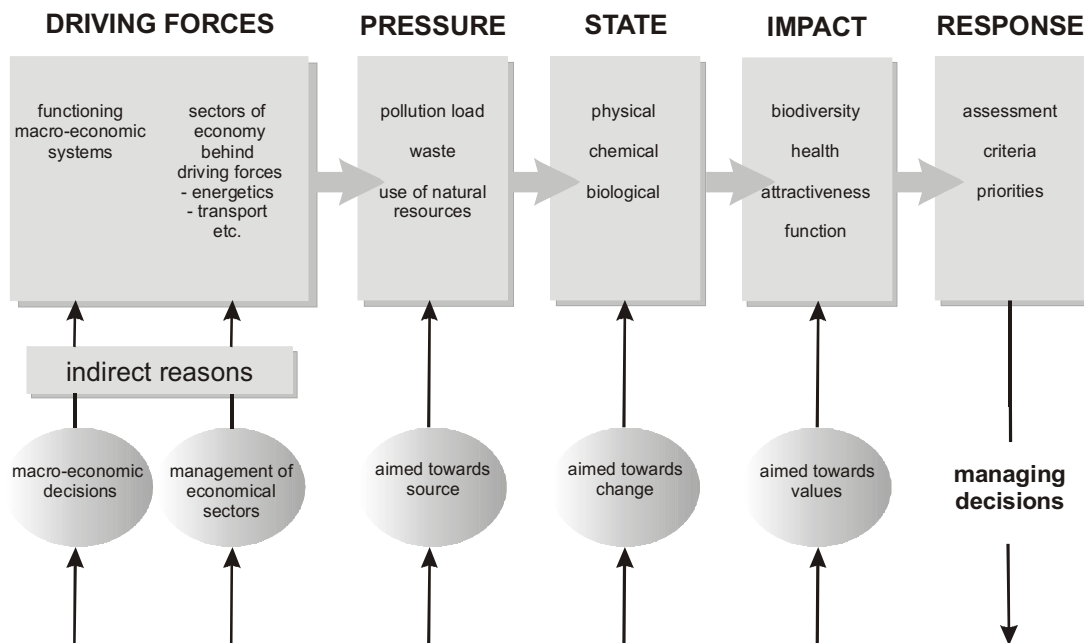 DRIVING FORCES
PRESSURE
STATE
IMPACT
RESPONSE
functioning
macro-economic
systems
sectors of
economy
behind
driving forces
- energetics
- transport
etc.
pollution load
waste
use of natural
resources
physical
chemical
biological
biodiversity
health
attractiveness
function
assessment
criteria
priorities
indirect reasons
macro-economic
decisions
management of
economical
sectors
aimed towards
source
aimed towards
change
aimed towards
values
managing
decisions